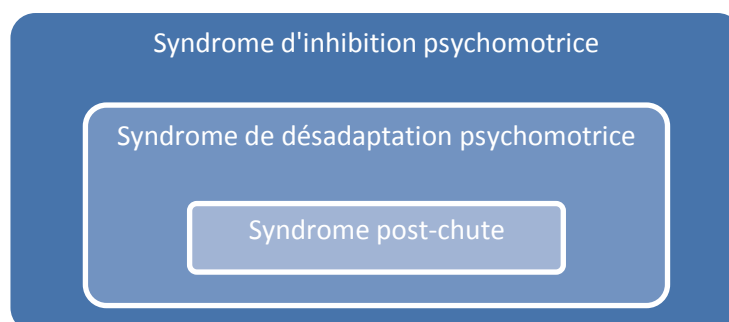 Syndrome d'inhibition psychomotrice
Syndrome de désadaptation psychomotrice
Syndrome post-chute